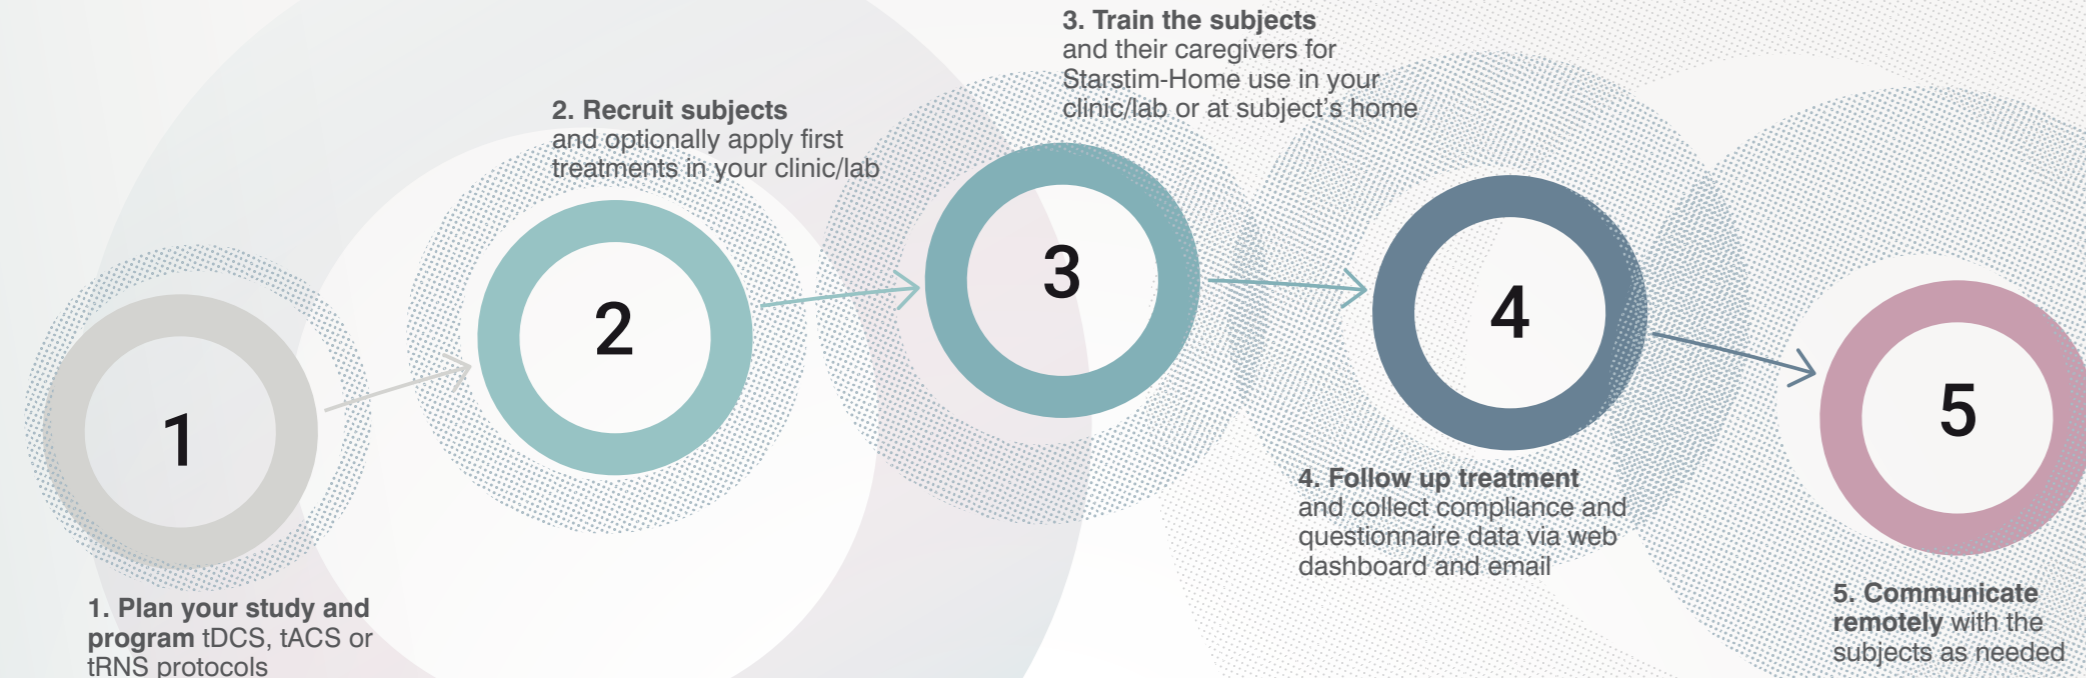 1
1. Plan your study and
program tDCS, tACS or
tRNS protocols
2. Recruit subjects
and optionally apply first
treatments in your clinic/lab
2
3. Train the subjects
and their caregivers for
Starstim-Home use in your
clinic/lab or at subject's home
3
4
4. Follow up treatment
and collect compliance and
questionnaire data via web
dashboard and email
5
5. Communicate
remotely with the
subjects as needed